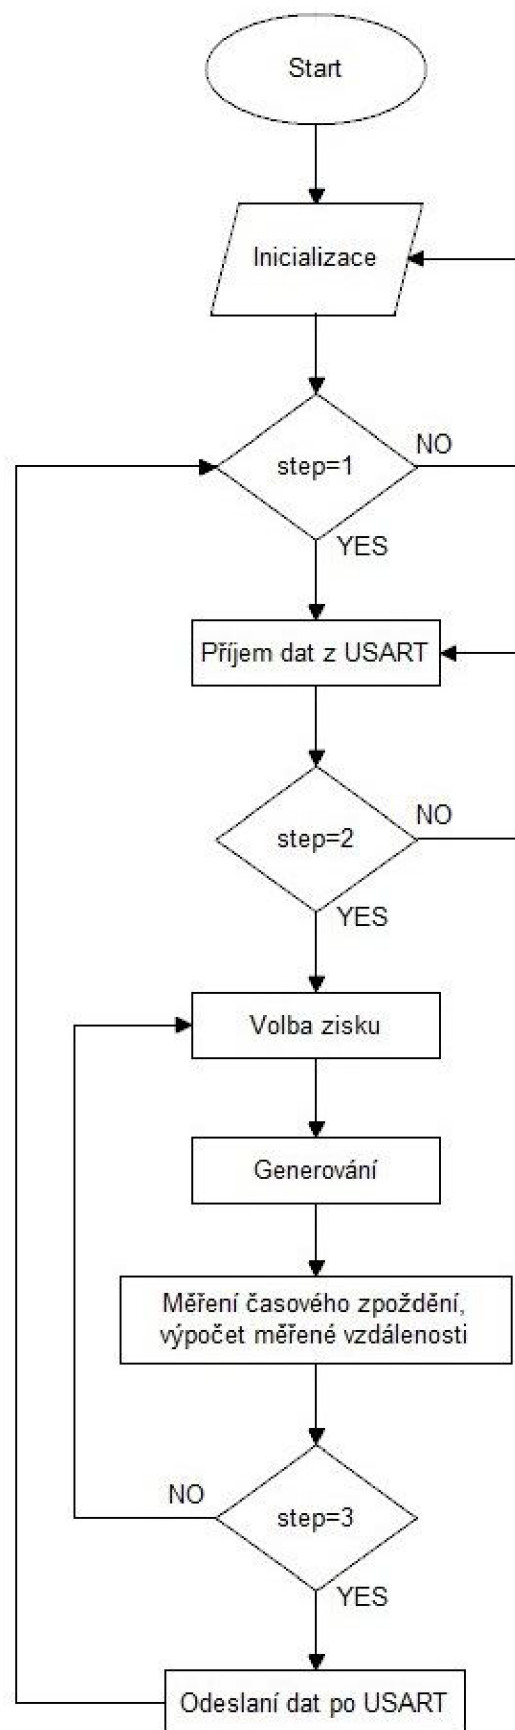 Start
Inicializace
step=1
NO
YES
Příjem dat z USART
step=2
NO
YES
Volba zisku
Generování
Měření časového zpoždění,
výpočet měřené vzdálenosti
NO
step=3
YES
Odeslaní dat po USART